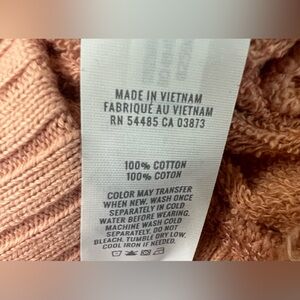 MADE IN VIETNAM
FABRIQUÉ AU VIETNAM
RN 54485 CA 03873
100% COTTON
100% COTON
COLOR MAY TRANSFER
WHEN NEW. WASH ONCE
SEPARATELY IN COLD
WATER BEFORE WEARING.
MACHINE WASH COLD
SEPARATELY. DO NOT
BLEACH. TUMBLE DRY LOW,
COOL IRON IF NEEDED.